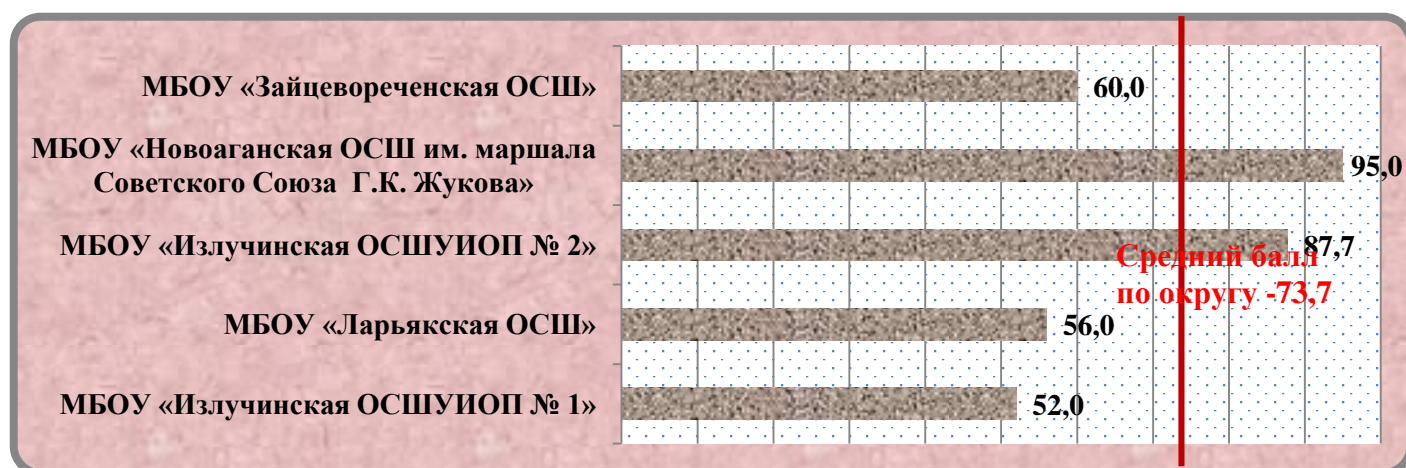 МБОУ «Зайцевореченская ОСШ»
60,0
МБОУ «Новоаганская ОСШ им. маршала
Советского Союза Г.К. Жукова»
95,0
МБОУ «Излучинская ОСШУИОП № 2»
87,7
Средний балл
по округу -73,7
МБОУ «Ларьякская ОСШ»
56,0
МБОУ «Излучинская ОСШУИОП № 1»
52,0